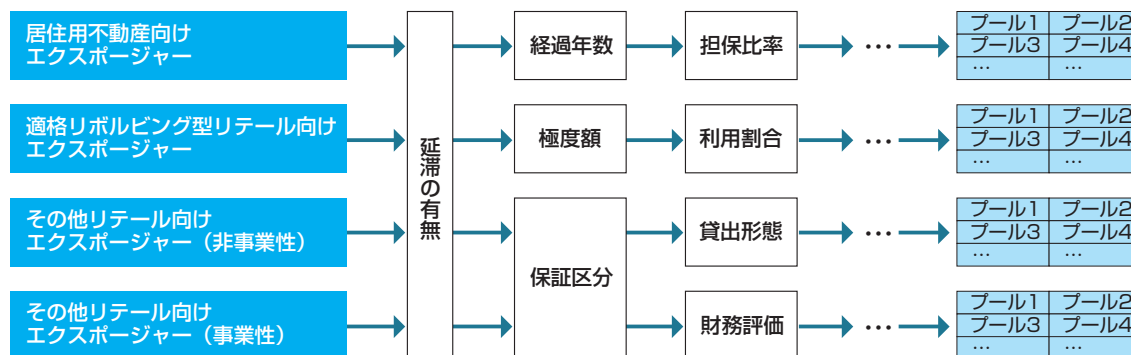 居住用不動産向け
エクスポージャー
適格リボルビング型リテール向け
エクスポージャー
その他リテール向け
エクスポージャー（非事業性）
その他リテール向け
エクスポージャー（事業性）
延滞の有無
経過年数
担保比率
…
極度額
利用割合
…
保証区分
貸出形態
…
財務評価
…
プール1 プール2
プール3 プール4
… …
プール1 プール2
プール3 プール4
… …
プール1 プール2
プール3 プール4
… …
プール1 プール2
プール3 プール4
… …